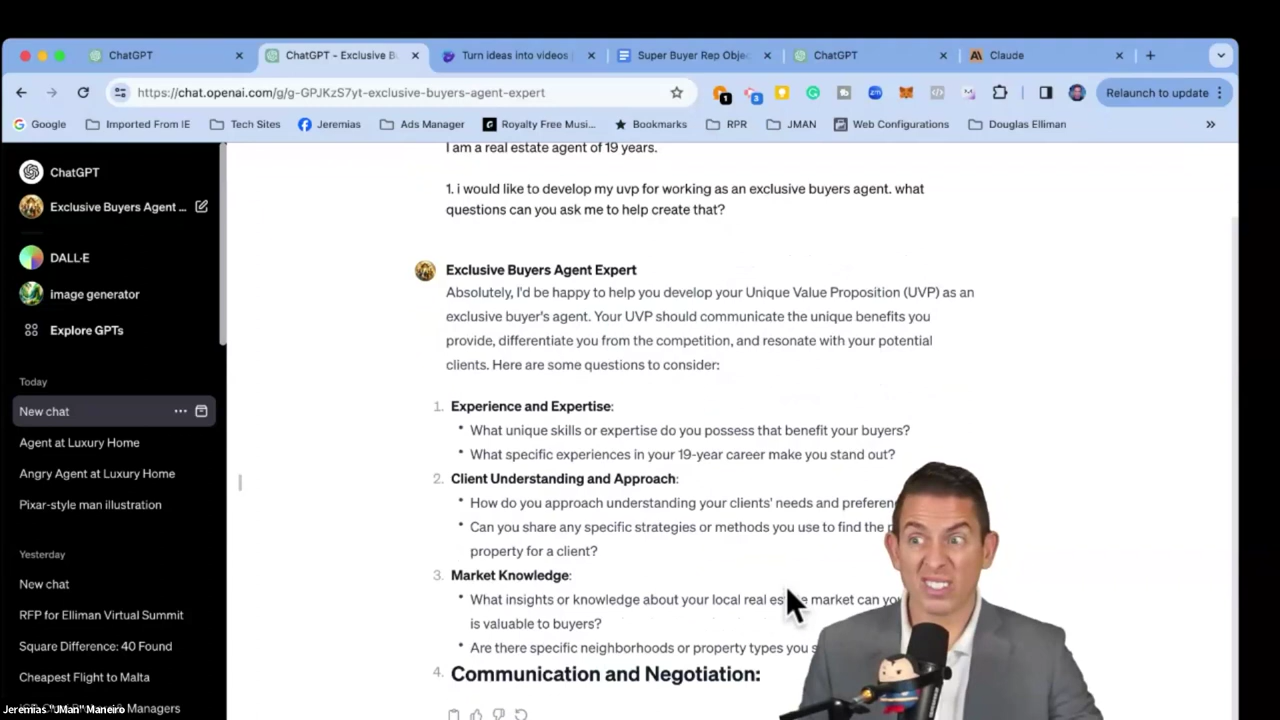 ChatGPT
ChatGPT - Exclusive B
Turn ideas into videos
Super Buyer Rep Obje
ChatGPT
Claude
https://chat.openai.com/g/g-GPJKzS7yt-exclusive-buyers-agent-expert
1
3
Relaunch to update
Google
Imported From IE
Tech Sites
Jeremias
Ads Manager
Royalty Free Musi...
Bookmarks
RPR
JMAN
Web Configurations
Douglas Elliman
»
ChatGPT
Exclusive Buyers Agent ...
DALL·E
image generator
Explore GPTs
Today
New chat
Agent at Luxury Home
Angry Agent at Luxury Home
Pixar-style man illustration
Yesterday
New chat
RFP for Elliman Virtual Summit
Square Difference: 40 Found
Cheapest Flight to Malta
Managers
Jeremias "JMan" Maneiro
I am a real estate agent of 19 years.
1. i would like to develop my uvp for working as an exclusive buyers agent. what
questions can you ask me to help create that?
Exclusive Buyers Agent Expert
Absolutely, I'd be happy to help you develop your Unique Value Proposition (UVP) as an
exclusive buyer's agent. Your UVP should communicate the unique benefits you
provide, differentiate you from the competition, and resonate with your potential
clients. Here are some questions to consider:
1. Experience and Expertise:
• What unique skills or expertise do you possess that benefit your buyers?
• What specific experiences in your 19-year career make you stand out?
2. Client Understanding and Approach:
• How do you approach understanding your clients' needs and preferen
• Can you share any specific strategies or methods you use to find the
property for a client?
3. Market Knowledge:
• What insights or knowledge about your local real market can
is valuable to buyers?
• Are there specific neighborhoods or property types you
4. Communication and Negotiation: